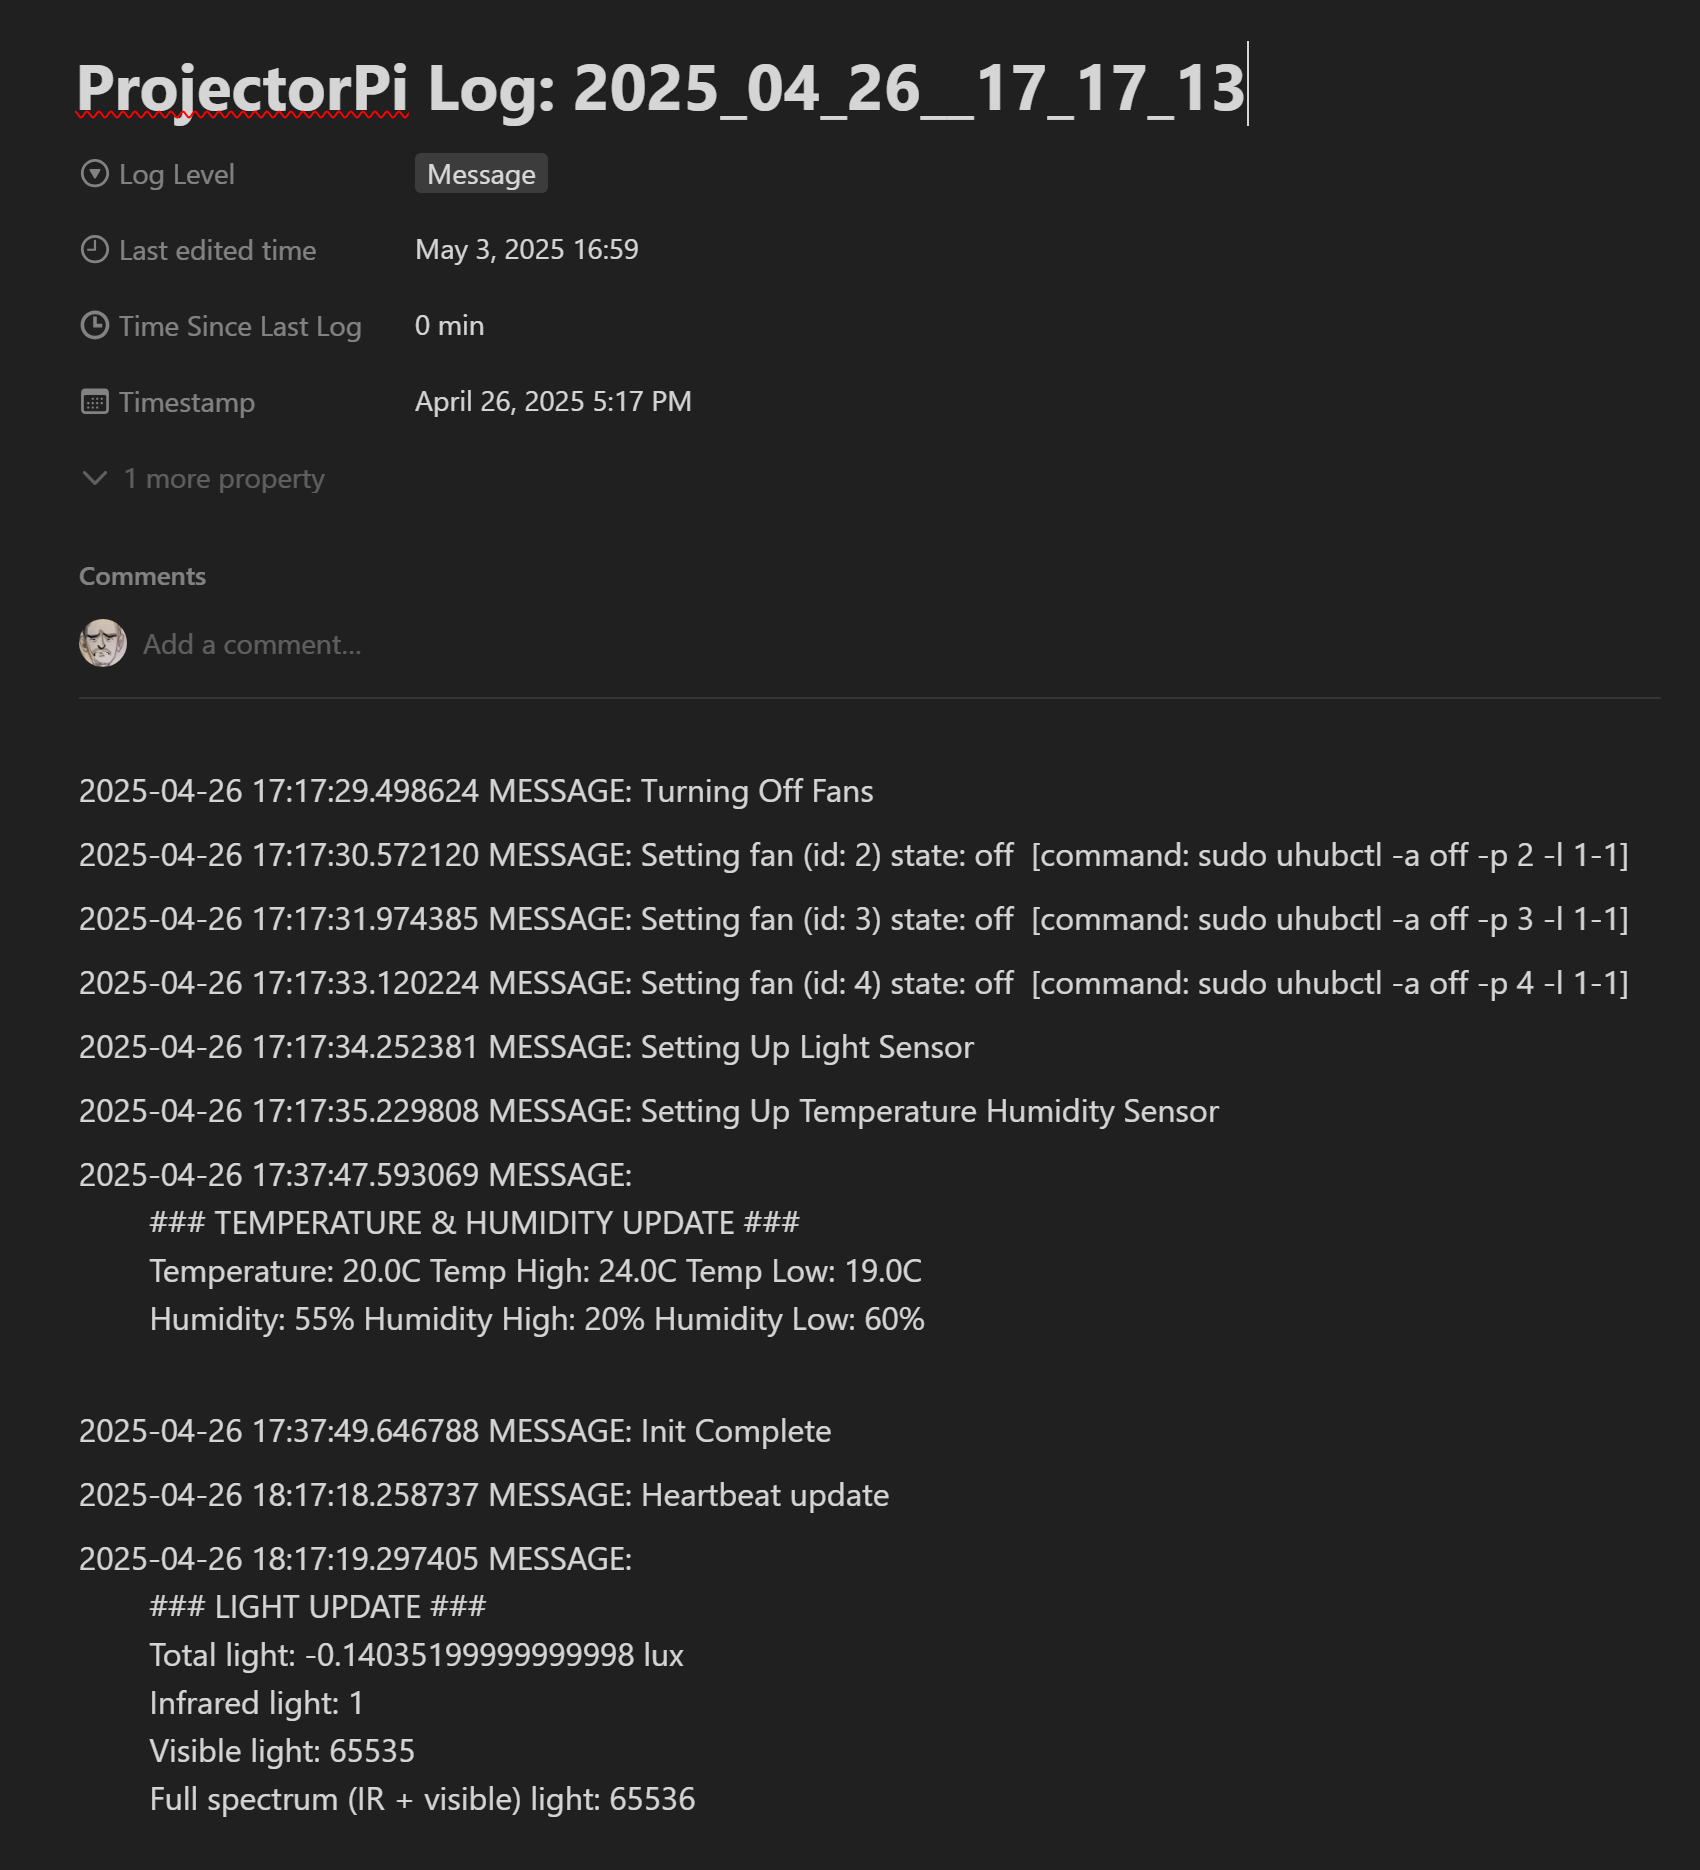 ProjectorPi Log: 2025_04_26__17_17_13
Log Level Message
Last edited time May 3, 2025 16:59
Time Since Last Log 0 min
Timestamp April 26, 2025 5:17 PM
1 more property
Comments
Add a comment...
2025-04-26 17:17:29.498624 MESSAGE: Turning Off Fans
2025-04-26 17:17:30.572120 MESSAGE: Setting fan (id: 2) state: off  [command: sudo uhubctl -a off -p 2 -l 1-1]
2025-04-26 17:17:31.974385 MESSAGE: Setting fan (id: 3) state: off  [command: sudo uhubctl -a off -p 3 -l 1-1]
2025-04-26 17:17:33.120224 MESSAGE: Setting fan (id: 4) state: off  [command: sudo uhubctl -a off -p 4 -l 1-1]
2025-04-26 17:17:34.252381 MESSAGE: Setting Up Light Sensor
2025-04-26 17:17:35.229808 MESSAGE: Setting Up Temperature Humidity Sensor
2025-04-26 17:37:47.593069 MESSAGE:
### TEMPERATURE & HUMIDITY UPDATE ###
Temperature: 20.0C Temp High: 24.0C Temp Low: 19.0C
Humidity: 55% Humidity High: 20% Humidity Low: 60%
2025-04-26 17:37:49.646788 MESSAGE: Init Complete
2025-04-26 18:17:18.258737 MESSAGE: Heartbeat update
2025-04-26 18:17:19.297405 MESSAGE:
### LIGHT UPDATE ###
Total light: -0.14035199999999998 lux
Infrared light: 1
Visible light: 65535
Full spectrum (IR + visible) light: 65536